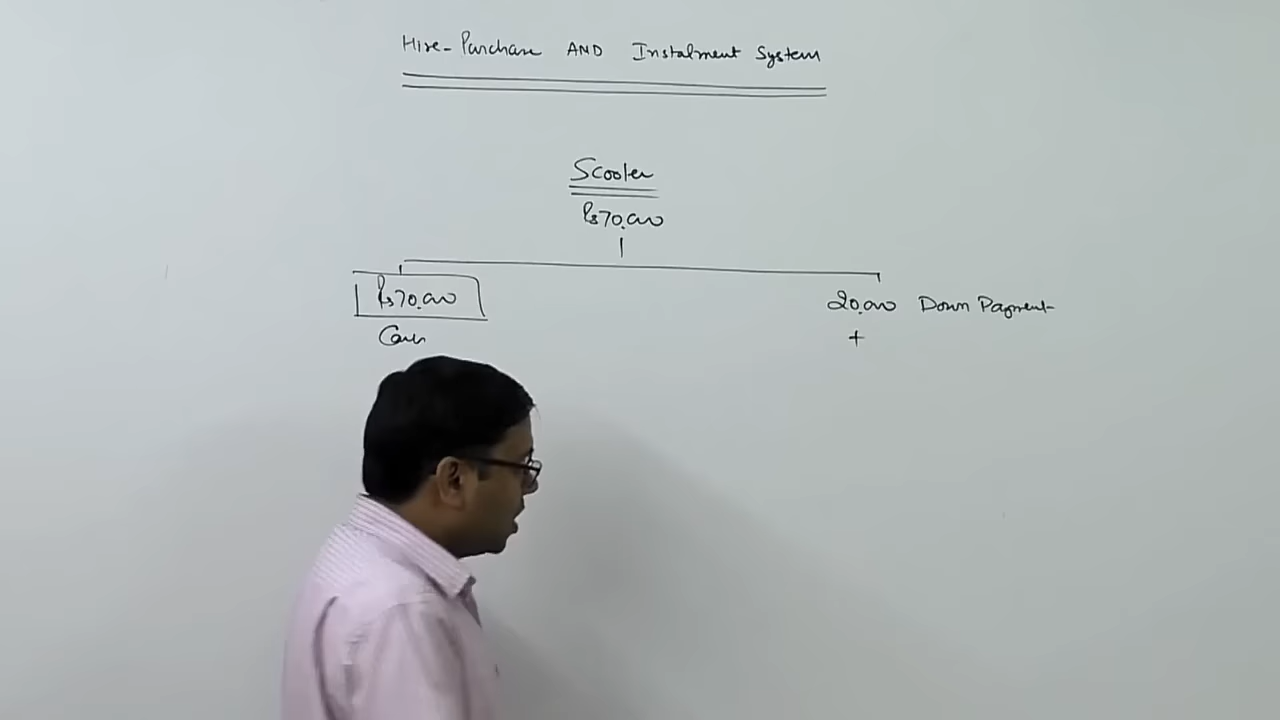 Hire-Purchase AND Instalment System
Scooter
Rs70,000
Rs70,000
20,000 Down Payment
Cash
+